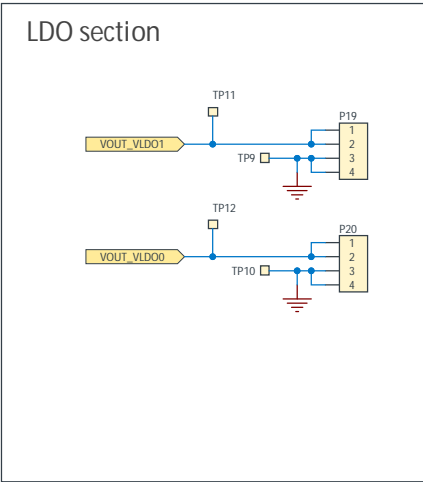 LDO section
TP11
P19
1
VOUT_VLDO1
2
TP9
3
4
TP12
P20
1
VOUT_VLDO0
2
TP10
3
4